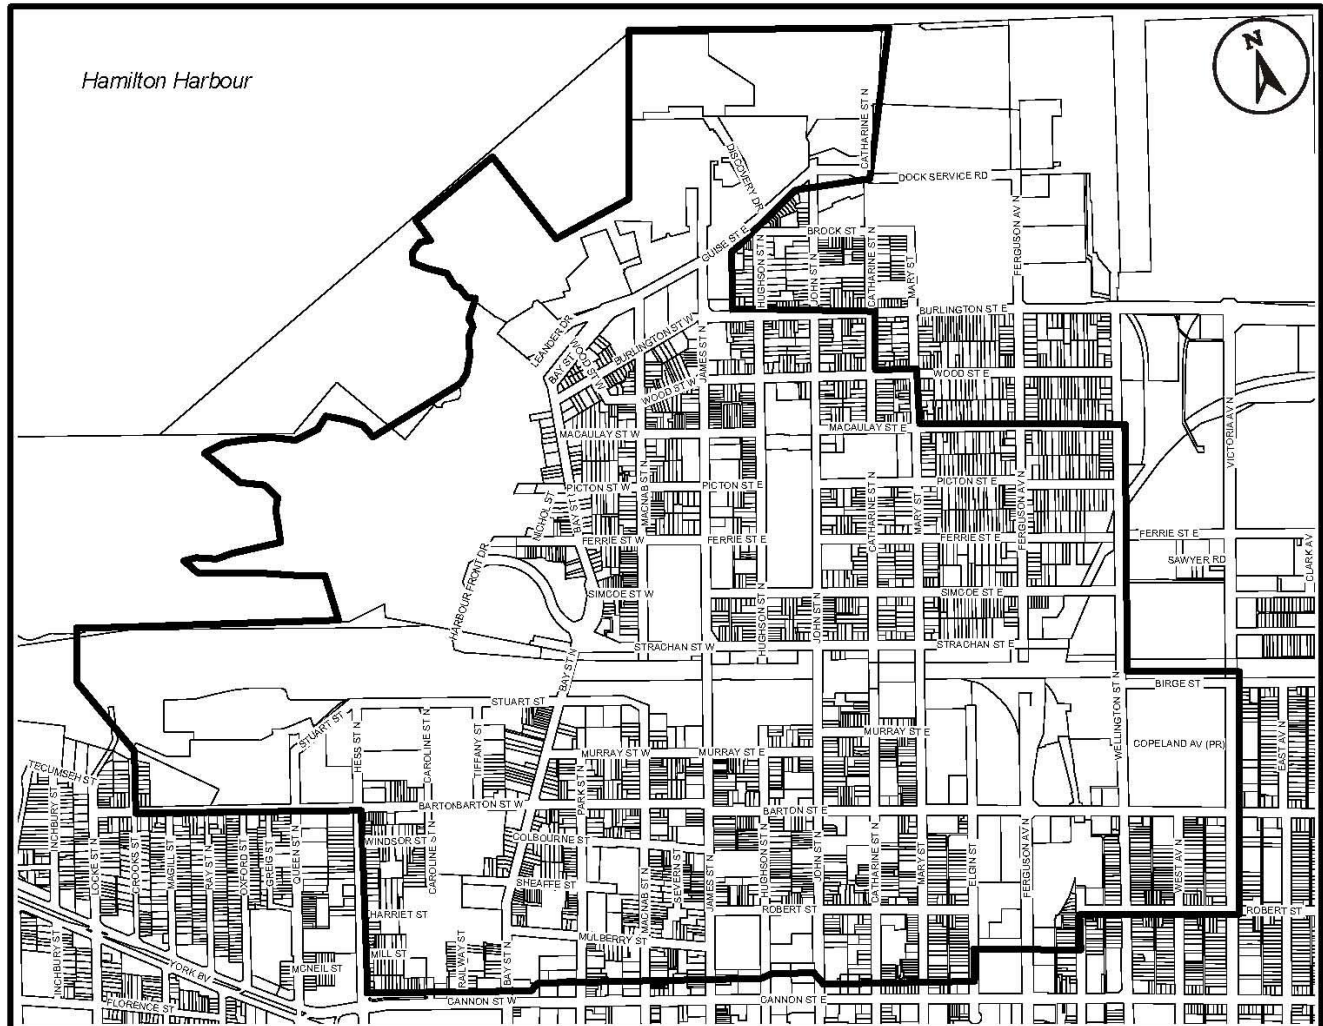 Hamilton Harbour
N
CATHARINE ST N
DISCOVERY DR
DOCK SERVICE RD
FERGUSON AV N
GUISE ST E
BROCK ST
HUGHSON ST N
JOHN ST N
CATHARINE ST N
MARY ST
BURLINGTON ST E
LEANDER DR
BAY ST
WOOD ST W
BURLINGTON ST W
JAMES ST N
WOOD ST W
WOOD ST E
VICTORIA AV N
MACAULAY ST W
MACAULAY ST E
PICTON ST W
PICTON ST E
PICTON ST E
NICHOL ST
BAY ST
MACNAB ST N
CATHARINE ST N
MARY ST
FERGUSON AV N
FERRIE ST W
FERRIE ST E
FERRIE ST E
FERRIE ST E
SAWYER RD
CLARK AV
HARBOUR FRONT DR
SIMCOE ST W
SIMCOE ST E
HUGHSON ST N
JOHN ST N
STRACHAN ST W
STRACHAN ST E
BAY ST N
BIRGE ST
WELLINGTON ST N
STUART ST
STUART ST
HESS ST N
CAROLINE ST N
TIFFANY ST
MURRAY ST W
MURRAY ST E
MURRAY ST E
COPELAND AV (PR)
EAST AV N
TECUMSEH ST
PARK ST N
BARTON
BARTON ST W
BARTON ST E
INCHBURY ST N
LOCKE ST N
CROOKS ST
MAGILL ST
RAY ST N
OXFORD ST
GREIG ST
QUEEN ST N
WINDSOR ST
CAROLINE ST N
COLBOURNE ST
SHEAFFE ST
MACNAB ST N
SEVERN ST
JAMES ST N
HUGHSON ST N
JOHN ST N
CATHARINE ST N
MARY ST
ELGIN ST
FERGUSON AV N
WEST AV N
HARRIET ST
ROBERT ST
ROBERT ST
MULBERRY ST
MILL ST
RAILWAY ST
BAY ST N
INCHBURY ST
YORK BV
MCNEIL ST
FLORENCE ST
CANNON ST W
CANNON ST E